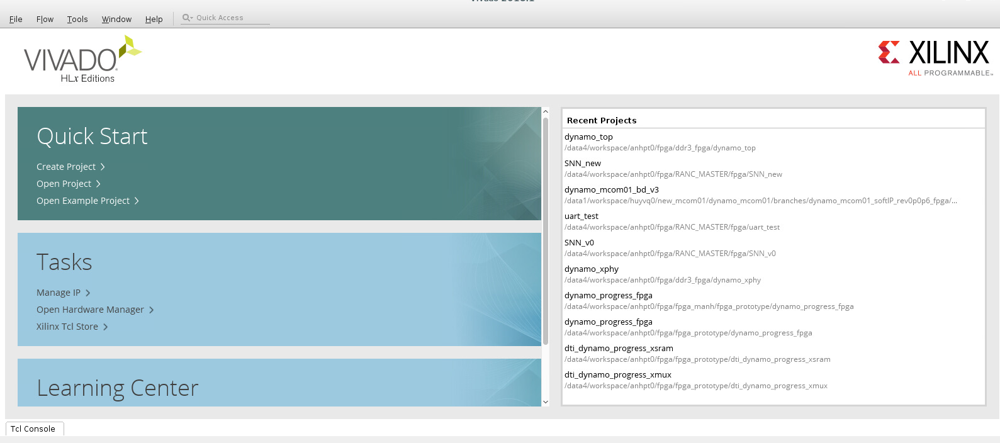 File Flow Tools Window Help Quick Access
VIVADO
HLx Editions
XILINX
ALL PROGRAMMABLE™
Quick Start
Create Project
Open Project
Open Example Project
Tasks
Manage IP
Open Hardware Manager
Xilinx Tcl Store
Learning Center
Recent Projects
dynamo_top
/data4/workspace/anhpt0/fpga/ddr3_fpga/dynamo_top
SNN_new
/data4/workspace/anhpt0/fpga/RANC_MASTER/fpga/SNN_new
dynamo_mcom01_bd_v3
/data1/workspace/huyvq0/new_mcom01/dynamo_mcom01/branches/dynamo_mcom01_softIP_rev0p0p6_fpga/...
uart_test
/data4/workspace/anhpt0/fpga/RANC_MASTER/fpga/uart_test
SNN_v0
/data4/workspace/anhpt0/fpga/RANC_MASTER/fpga/SNN_v0
dynamo_xphy
/data4/workspace/anhpt0/fpga/ddr3_fpga/dynamo_xphy
dynamo_progress_fpga
/data4/workspace/anhpt0/fpga/fpga_manh/fpga_prototype/dynamo_progress_fpga
dynamo_progress_fpga
/data4/workspace/anhpt0/fpga/fpga_prototype/dynamo_progress_fpga
dti_dynamo_progress_xsram
/data4/workspace/anhpt0/fpga/fpga_prototype/dti_dynamo_progress_xsram
dti_dynamo_progress_xmux
/data4/workspace/anhpt0/fpga/fpga_prototype/dti_dynamo_progress_xmux
Tcl Console